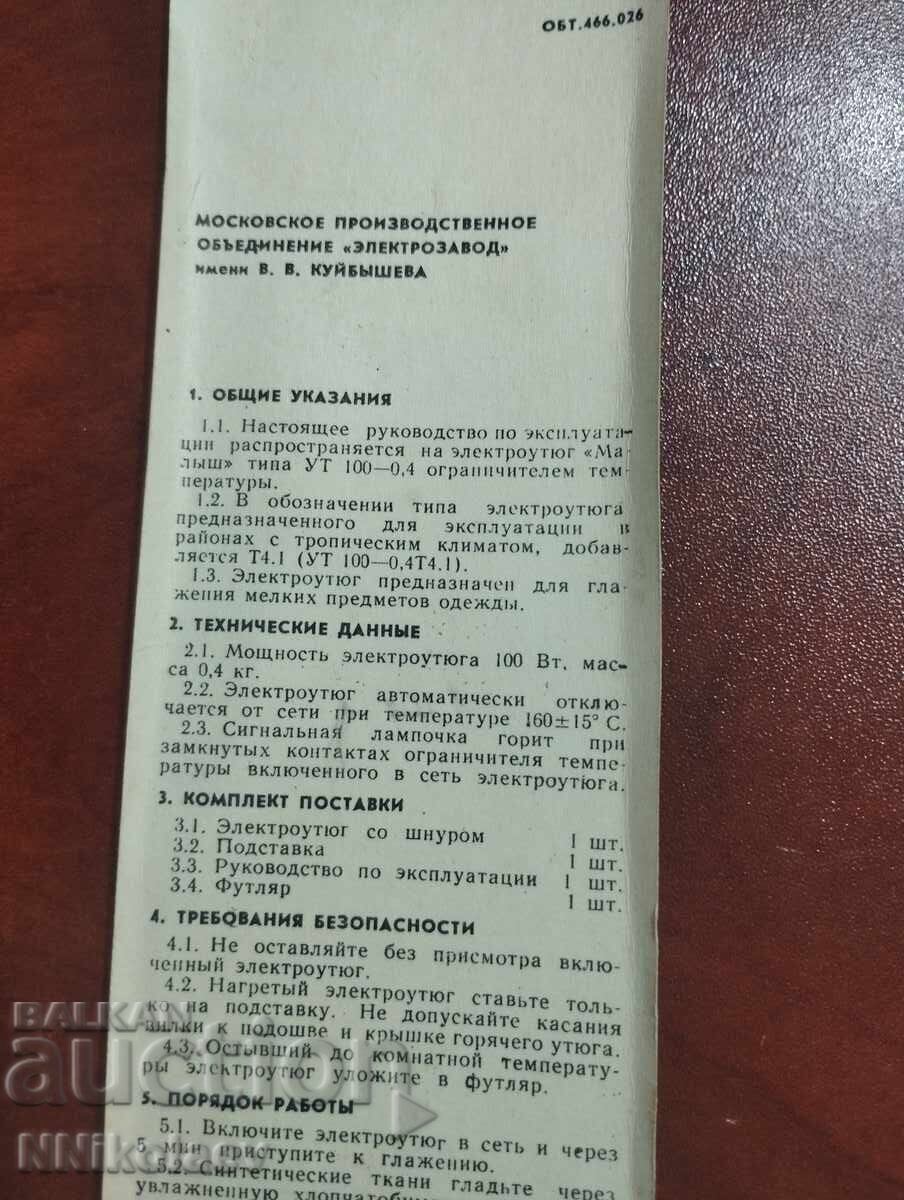 ОБТ.466.026
МОСКОВСКОЕ ПРОИЗВОДСТВЕННОЕ
ОБЪЕДИНЕНИЕ «ЭЛЕКТРОЗАВОД»
имени В. В. КУЙБЫШЕВА
1. ОБЩИЕ УКАЗАНИЯ
1.1. Настоящее руководство по эксплуата-
ции распространяется на электроутюг «Ма-
лыш» типа УТ 100—0,4 ограничителем тем-
пературы.
1.2. В обозначении типа электроутюга
предназначенного для эксплуатации в
районах с тропическим климатом, добав-
ляется Т4.1 (УТ 100—0,4Т4.1).
1.3. Электроутюг предназначен для гла-
жения мелких предметов одежды.
2. ТЕХНИЧЕСКИЕ ДАННЫЕ
2.1. Мощность электроутюга 100 Вт, мас-
са 0,4 кг.
2.2. Электроутюг автоматически отклю-
чается от сети при температуре 160±15° С.
2.3. Сигнальная лампочка горит при
замкнутых контактах ограничителя темпе-
ратуры включенного в сеть электроутюга.
3. КОМПЛЕКТ ПОСТАВКИ
3.1. Электроутюг со шнуром 1 шт.
3.2. Подставка 1 шт.
3.3. Руководство по эксплуатации 1 шт.
3.4. Футляр 1 шт.
4. ТРЕБОВАНИЯ БЕЗОПАСНОСТИ
4.1. Не оставляйте без присмотра вклю-
ченный электроутюг.
4.2. Нагретый электроутюг ставьте толь-
ко на подставку. Не допускайте касания
вилки к подошве и крышке горячего утюга.
4.3. Остывший до комнатной температу-
ры электроутюг уложите в футляр.
5. ПОРЯДОК РАБОТЫ
5.1. Включите электроутюг в сеть и через
5 мин приступите к глажению.
5.2. Синтетические ткани гладьте через
увлажненную
BALKAN
auction